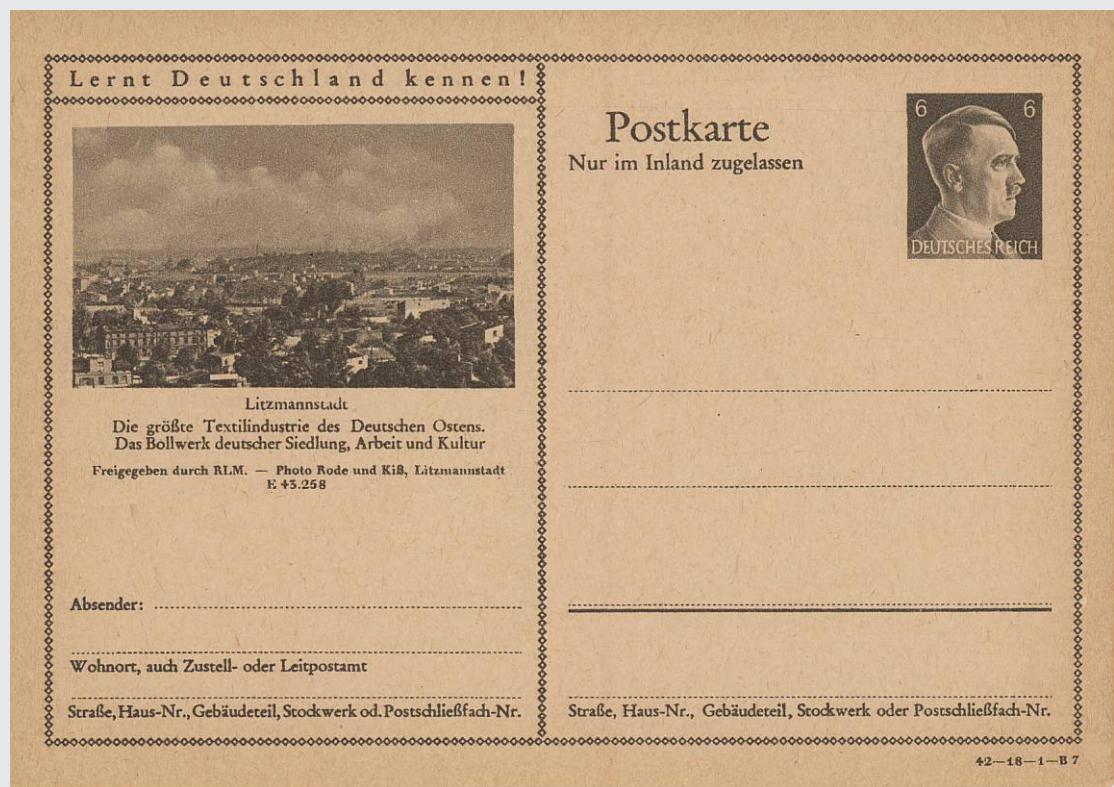 Lernt Deutschland kennen!
Litzmannstadt
Die größte Textilindustrie des Deutschen Ostens.
Das Bollwerk deutscher Siedlung, Arbeit und Kultur
Freigegeben durch RLM. — Photo Rode und Kiß, Litzmannstadt
E 43.258
Absender:
Wohnort, auch Zustell- oder Leitpostamt
Straße, Haus-Nr., Gebäudeteil, Stockwerk od. Postschließfach-Nr.
Postkarte
Nur im Inland zugelassen
6 6
DEUTSCHES REICH
Straße, Haus-Nr., Gebäudeteil, Stockwerk oder Postschließfach-Nr.
42—18—1—B 7